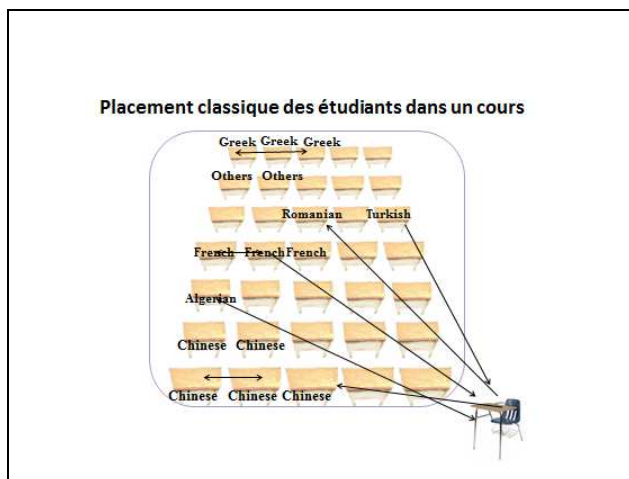 Placement classique des étudiants dans un cours
Greek Greek Greek
Others Others
Romanian Turkish
French French French
Algerian
Chinese Chinese
Chinese Chinese Chinese